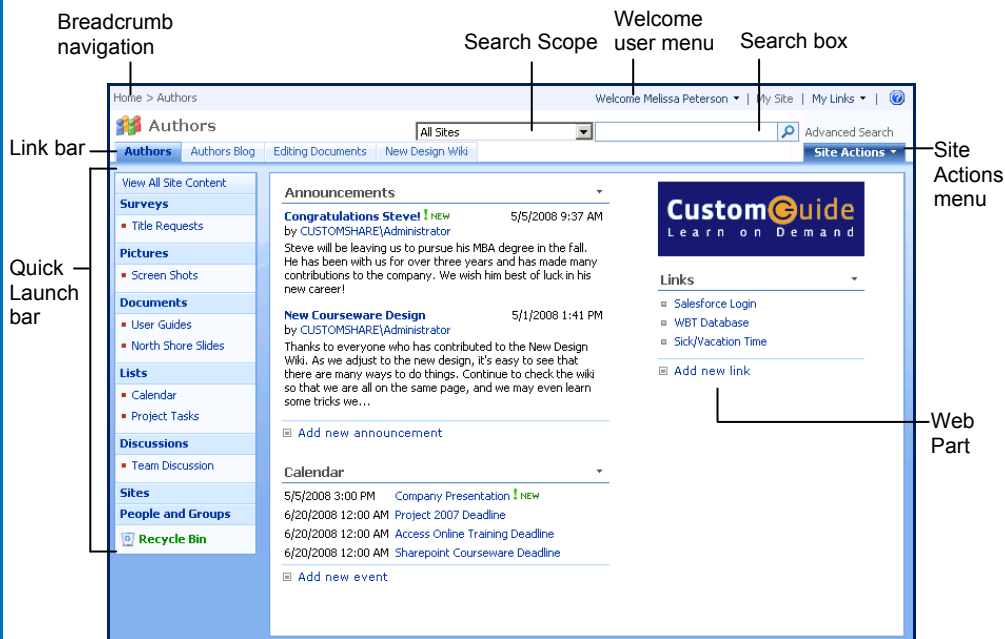 Breadcrumb
navigation
Search Scope
Welcome
user menu
Search box
Home > Authors
Welcome Melissa Peterson | My Site | My Links |
Authors
All Sites
Advanced Search
Link bar
Authors Authors Blog Editing Documents New Design Wiki
Site Actions
Site
Actions
menu
Quick
Launch
bar
View All Site Content
Surveys
Title Requests
Pictures
Screen Shots
Documents
User Guides
North Shore Slides
Lists
Calendar
Project Tasks
Discussions
Team Discussion
Sites
People and Groups
Recycle Bin
Announcements
Congratulations Steve! ! NEW 5/5/2008 9:37 AM
by CUSTOMSHARE\Administrator
Steve will be leaving us to pursue his MBA degree in the fall.
He has been with us for over three years and has made many
contributions to the company. We wish him best of luck in his
new career!
New Courseware Design 5/1/2008 1:41 PM
by CUSTOMSHARE\Administrator
Thanks to everyone who has contributed to the New Design
Wiki. As we adjust to the new design, it's easy to see that
there are many ways to do things. Continue to check the wiki
so that we are all on the same page, and we may even learn
some tricks we...
Add new announcement
Calendar
5/5/2008 3:00 PM Company Presentation ! NEW
6/20/2008 12:00 AM Project 2007 Deadline
6/20/2008 12:00 AM Access Online Training Deadline
6/20/2008 12:00 AM Sharepoint Courseware Deadline
Add new event
CustomGuide
Learn on Demand
Links
Salesforce Login
WBT Database
Sick/Vacation Time
Add new link
Web
Part